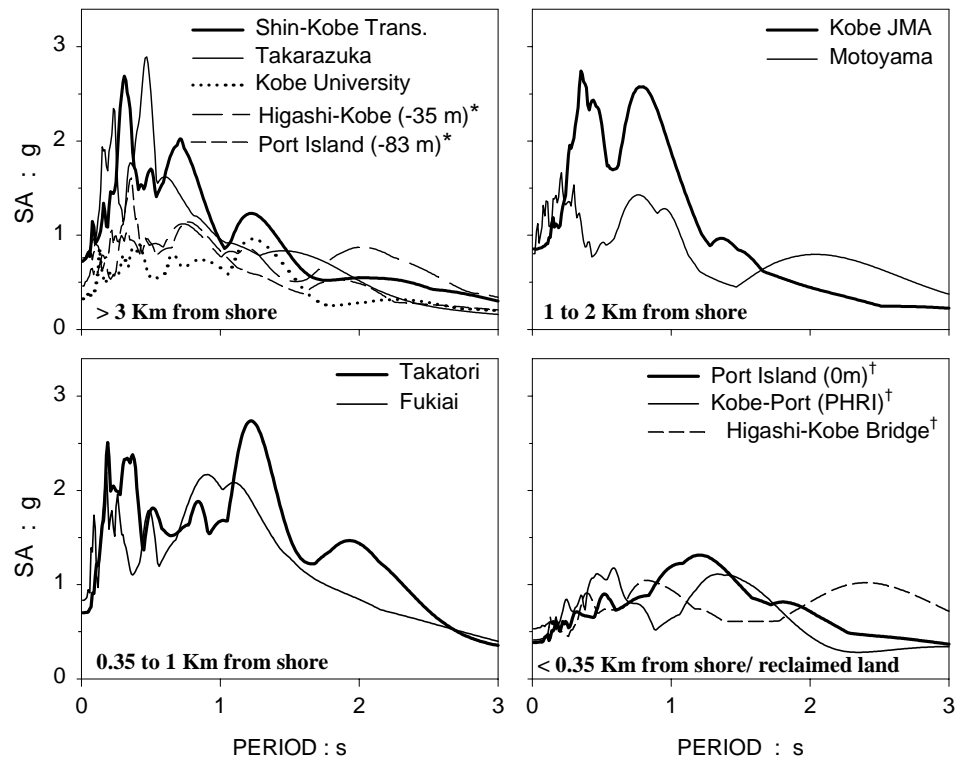 SA : g
3
2
1
0
Shin-Kobe Trans.
Takarazuka
Kobe University
Higashi-Kobe (-35 m)*
Port Island (-83 m)*
> 3 Km from shore
Kobe JMA
Motoyama
1 to 2 Km from shore
SA : g
3
2
1
0
Takatori
Fukiai
0.35 to 1 Km from shore
0 1 2 3
PERIOD : s
Port Island (0m)†
Kobe-Port (PHRI)†
Higashi-Kobe Bridge†
< 0.35 Km from shore/ reclaimed land
0 1 2 3
PERIOD : s